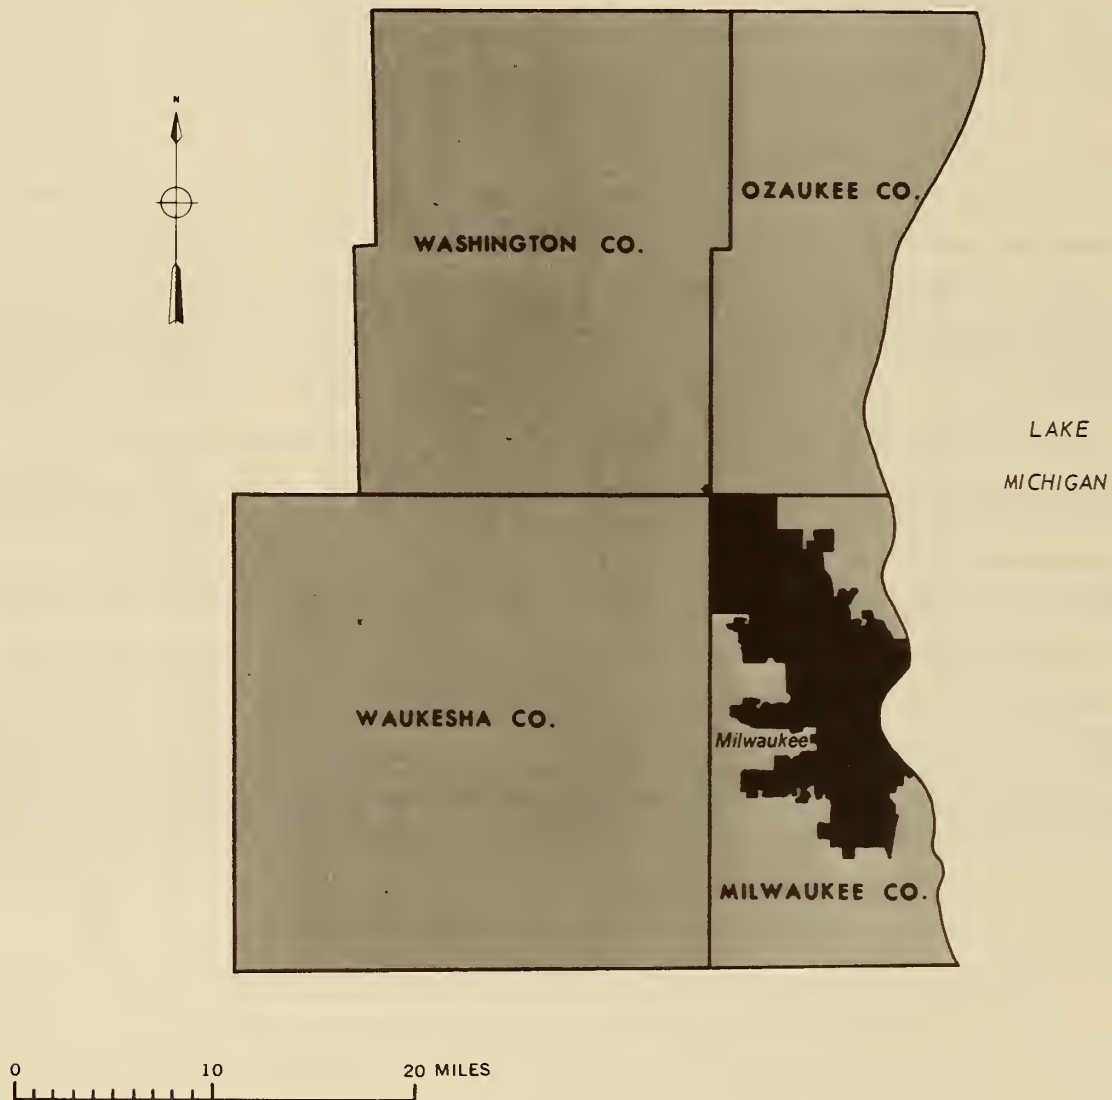 N
OZAUKEE CO.
WASHINGTON CO.
LAKE
MICHIGAN
WAUKESHA CO.
Milwaukee
MILWAUKEE CO.
0 10 20 MILES